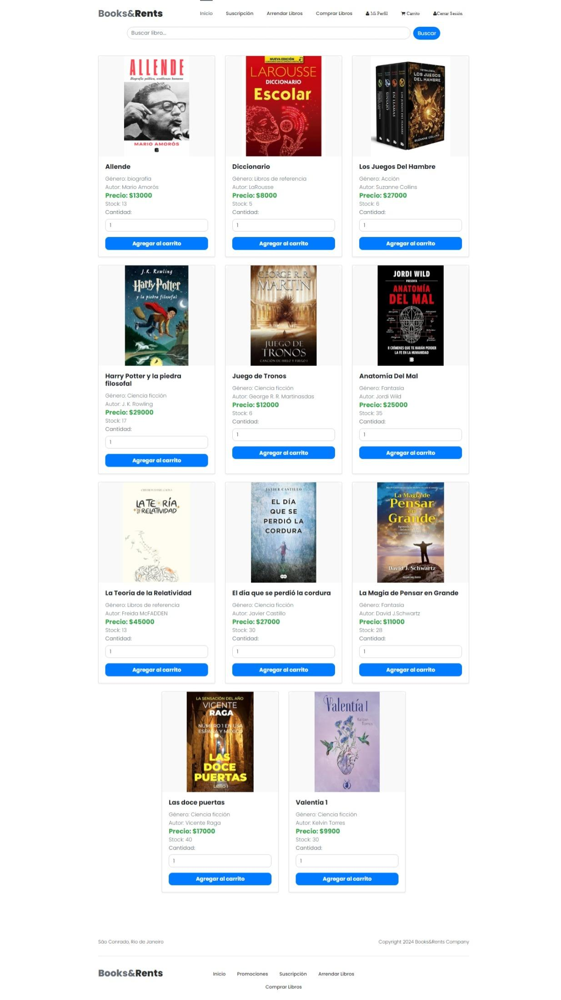 Books&Rents
Inicio
Suscripción
Arrendar Libros
Comprar Libros
Mi Perfil
Carrito
Cerrar Sesión
Buscar libro...
Buscar
ALLENDE
Biografía política, semblanza humana
MARIO AMORÓS
B
NUEVA EDICIÓN
LAROUSSE
DICCIONARIO
Escolar
TETRALOGÍA
LOS JUEGOS
DEL HAMBRE
SINSAJO
EN LLAMAS
LOS JUEGOS DEL HAMBRE
SUZANNE COLLINS
Allende
Género: biografía
Autor: Mario Amorós
Precio: $13000
Stock: 13
Cantidad:
1
Agregar al carrito
Diccionario
Género: Libros de referencia
Autor: LaRousse
Precio: $8000
Stock: 5
Cantidad:
1
Agregar al carrito
Los Juegos Del Hambre
Género: Acción
Autor: Suzanne Collins
Precio: $27000
Stock: 6
Cantidad:
1
Agregar al carrito
J.K. Rowling
Harry Potter
y la piedra filosofal
GEORGE R. R.
MARTIN
JUEGO DE
TRONOS
CANCIÓN DE HIELO Y FUEGO I
JORDI WILD
PRESENTA
ANATOMÍA
DEL MAL
8 CRÍMENES QUE TE HARÁN PERDER
LA FE EN LA HUMANIDAD
B
Harry Potter y la piedra
filosofal
Género: Ciencia ficción
Autor: J. K. Rowling
Precio: $29000
Stock: 17
Cantidad:
1
Agregar al carrito
Juego de Tronos
Género: Ciencia ficción
Autor: George R. R. Martinasdas
Precio: $12000
Stock: 6
Cantidad:
1
Agregar al carrito
Anatomía Del Mal
Género: Fantasía
Autor: Jordi Wild
Precio: $25000
Stock: 35
Cantidad:
1
Agregar al carrito
CRISTHIAN DANIEL GAONA
LA TEORÍA
DE LA RELATIVIDAD
JAVIER CASTILLO
EL DÍA
QUE SE
PERDIÓ LA
CORDURA
La Magia de
Pensar
en
Grande
David J. Schwartz
TALLER DEL ÉXITO
La Teoría de la Relatividad
Género: Libros de referencia
Autor: Freida McFADDEN
Precio: $45000
Stock: 13
Cantidad:
1
Agregar al carrito
El día que se perdió la cordura
Género: Ciencia ficción
Autor: Javier Castillo
Precio: $27000
Stock: 30
Cantidad:
1
Agregar al carrito
La Magia de Pensar en Grande
Género: Fantasía
Autor: David J.Schwartz
Precio: $11000
Stock: 28
Cantidad:
1
Agregar al carrito
LA SENSACIÓN DEL AÑO
VICENTE
RAGA
NÚMERO 1 EN USA
ESPAÑA Y MÉXICO
LAS
DOCE
PUERTAS
LIBRO 1
Valentía 1
Kelbin
Torres
Las doce puertas
Género: Ciencia ficción
Autor: Vicente Raga
Precio: $17000
Stock: 40
Cantidad:
1
Agregar al carrito
Valentia 1
Género: Ciencia ficción
Autor: Kelvin Torres
Precio: $9900
Stock: 30
Cantidad:
1
Agregar al carrito
São Conrado, Rio de Janeiro
Copyright 2024 Books&Rents Company
Books&Rents
Inicio
Promociones
Suscripción
Arrendar Libros
Comprar Libros